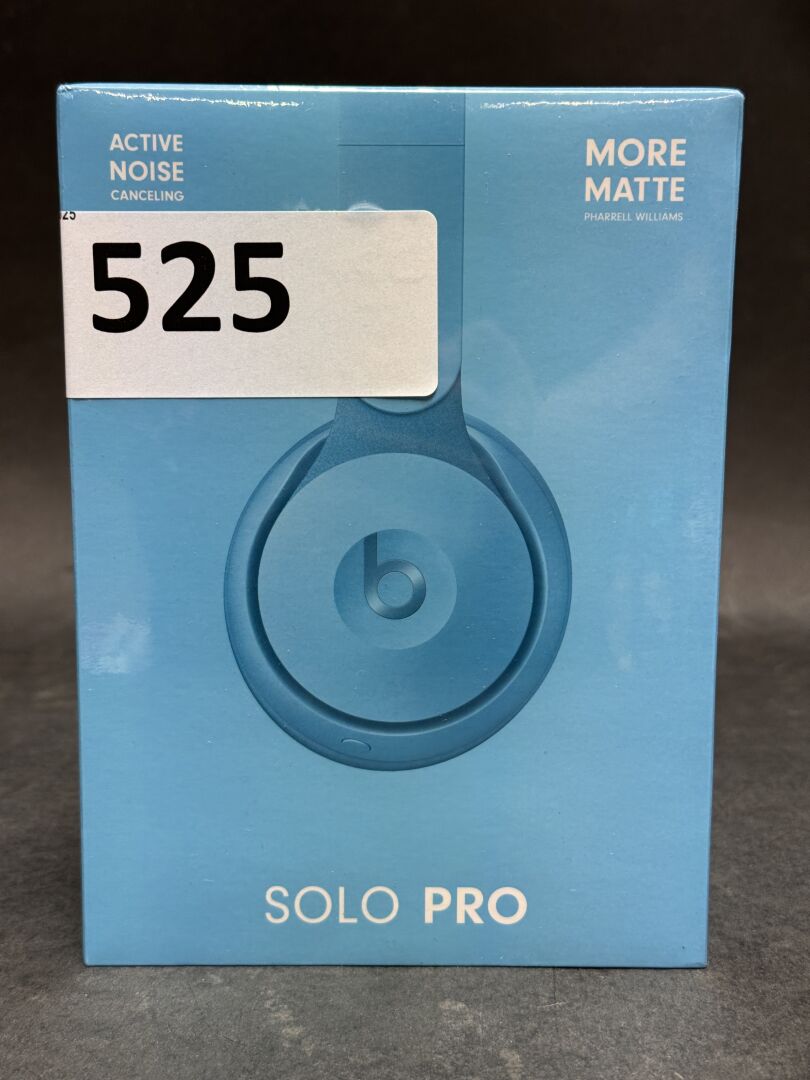 ACTIVE
NOISE
CANCELING
MORE
MATTE
PHARRELL WILLIAMS
525
b
SOLO PRO